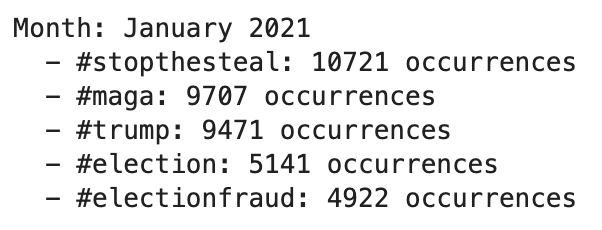 Month: January 2021
- #stopthesteal: 10721 occurrences
- #maga: 9707 occurrences
- #trump: 9471 occurrences
- #election: 5141 occurrences
- #electionfraud: 4922 occurrences